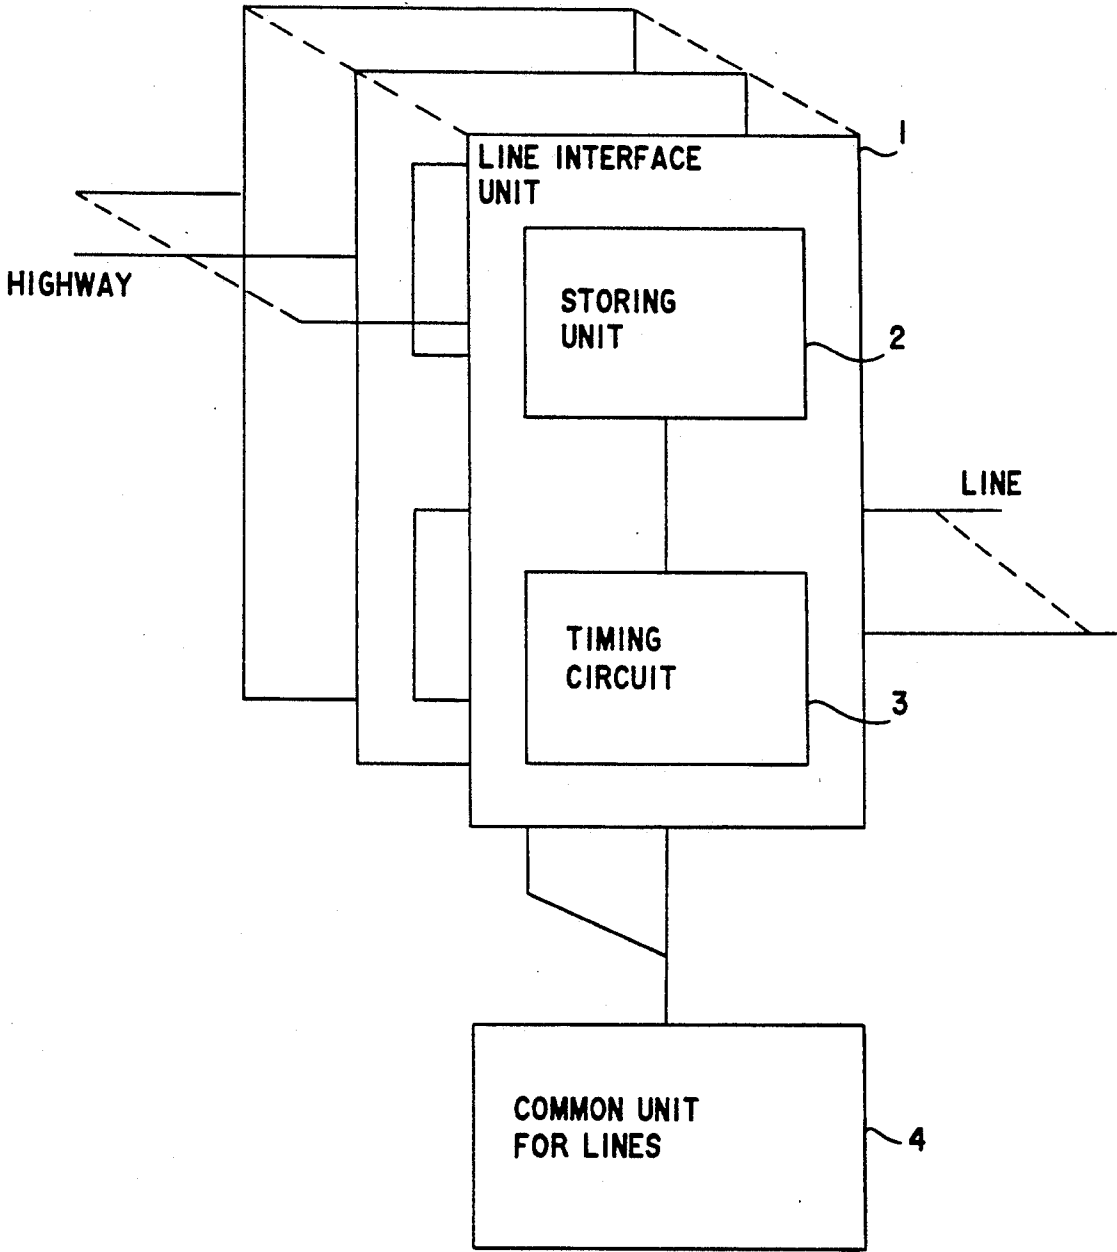 1
LINE INTERFACE
UNIT
HIGHWAY
STORING
UNIT
2
LINE
TIMING
CIRCUIT
3
COMMON UNIT
FOR LINES
4